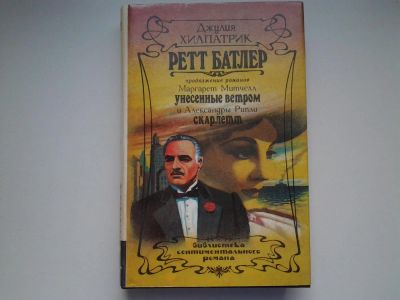 Джулия
ХИЛПАТРИК
РЕТТ БАТЛЕР
продолжение романов
Маргарет Митчелл
УНЕСЕННЫЕ ВЕТРОМ
и Александры Рипли
СКАРЛЕТТ
библиотека
сентиментального
романа